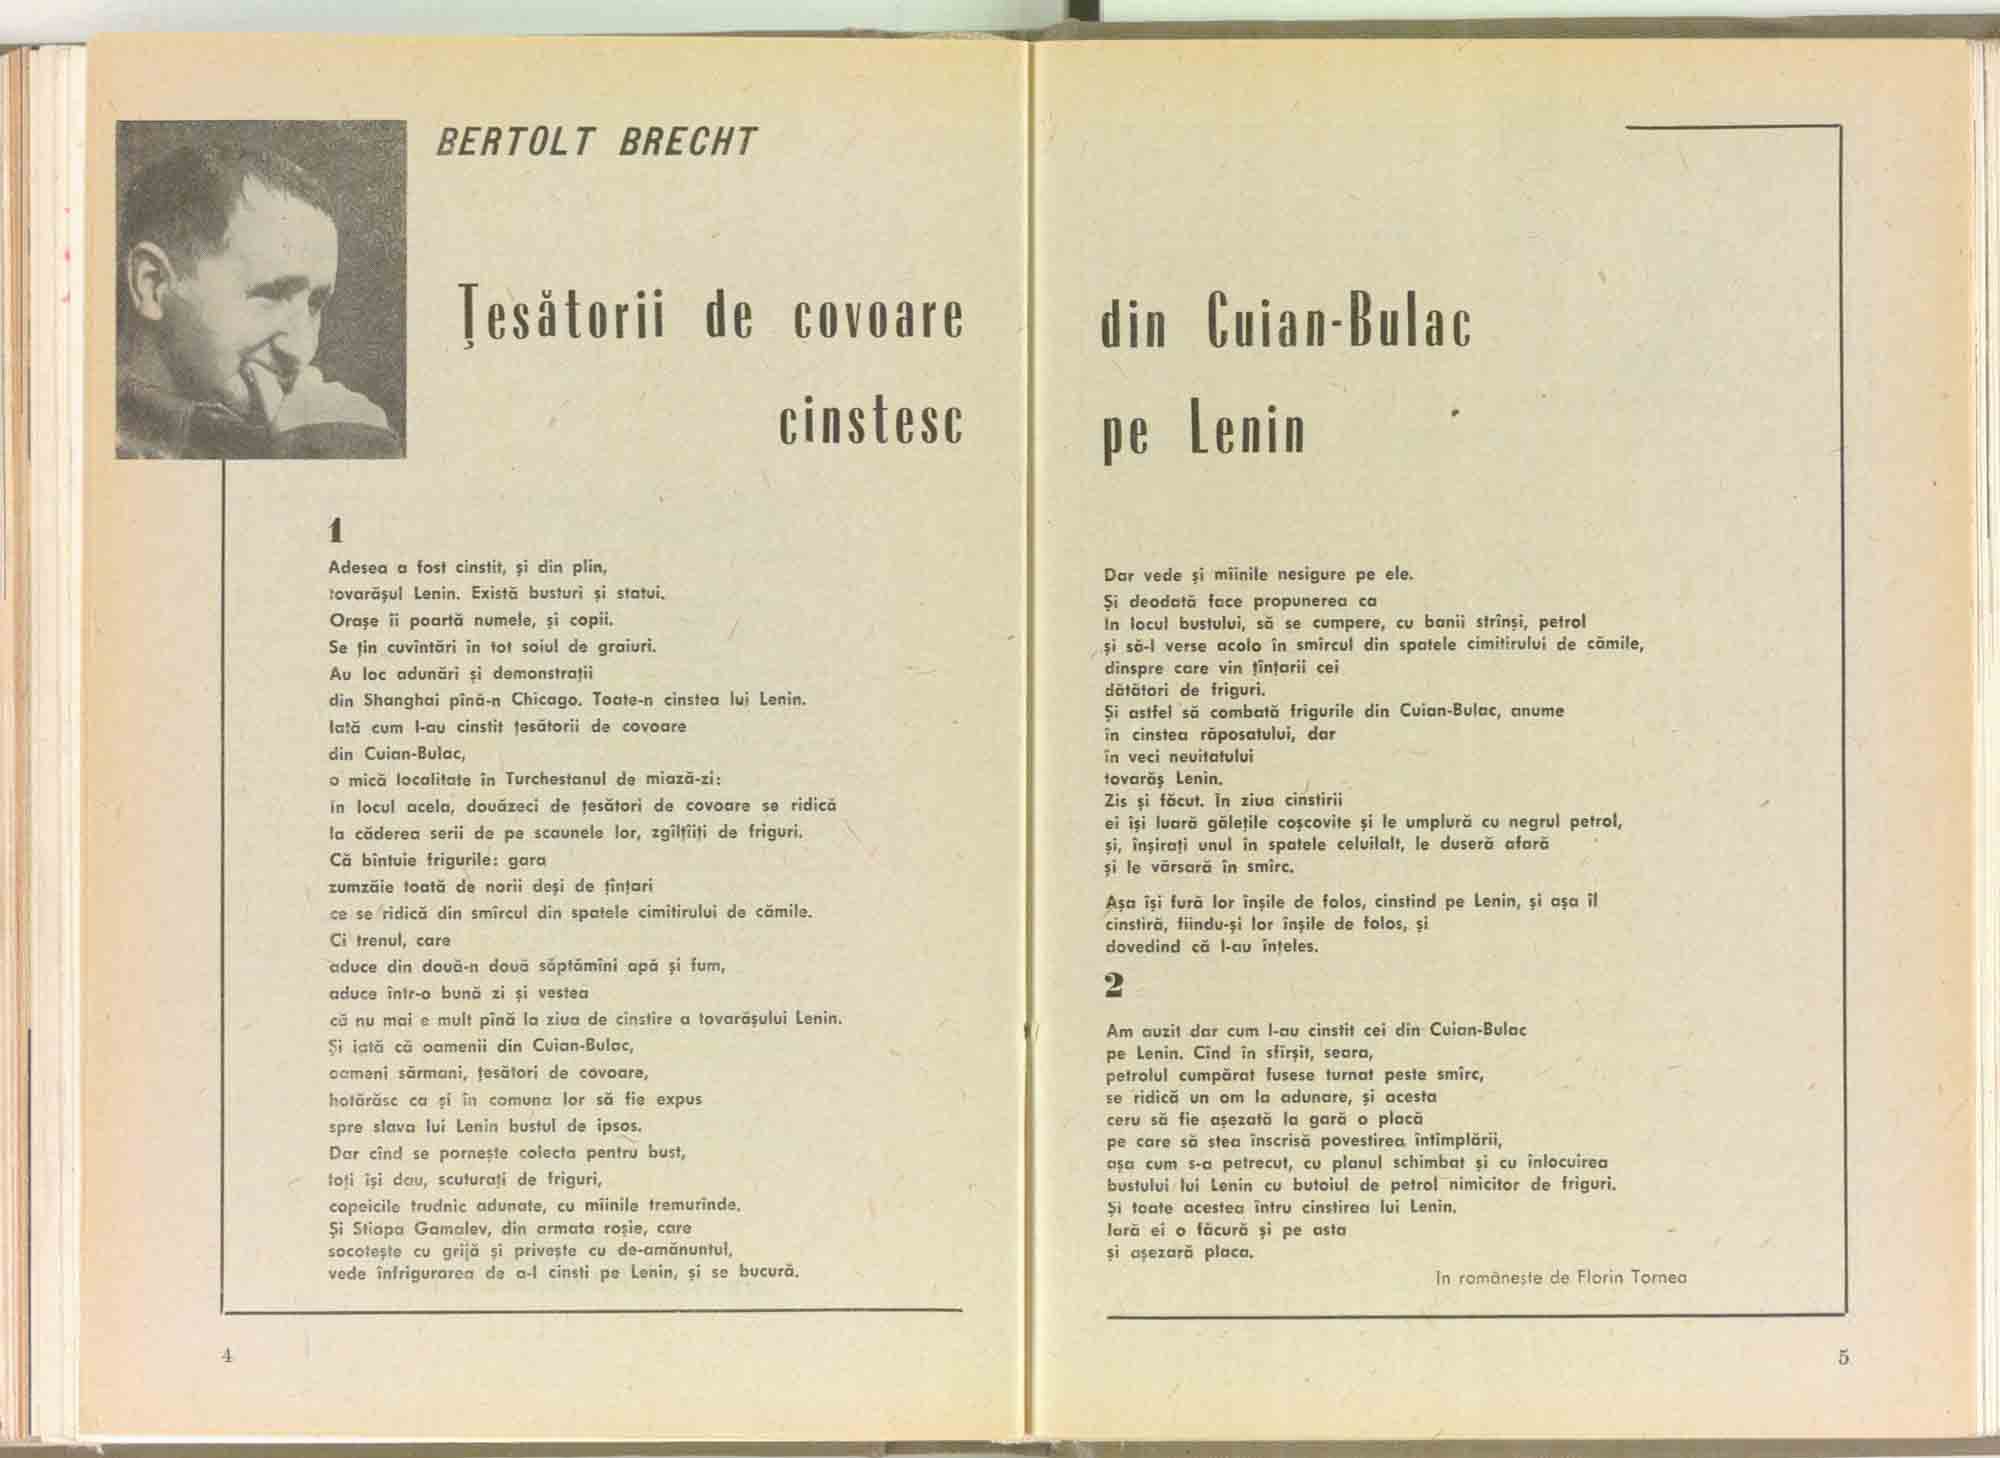 BERTOLT BRECHT
Țesătorii de covoare din Cuian-Bulac
cinstesc pe Lenin
1
Adesea a fost cinstit, și din plin,
tovarășul Lenin. Există busturi și statui.
Orașe îi poartă numele, și copii.
Se țin cuvîntări în tot soiul de graiuri.
Au loc adunări și demonstrații
din Shanghai pînă-n Chicago. Toate-n cinstea lui Lenin.
Iată cum l-au cinstit țesătorii de covoare
din Cuian-Bulac,
o mică localitate în Turchestanul de miază-zi:
în locul acela, douăzeci de țesători de covoare se ridică
la căderea serii de pe scaunele lor, zgîlțîiți de friguri.
Că bîntuie frigurile: gara
zumzăie toată de norii deși de țînțari
ce se ridică din smîrcul din spatele cimitirului de cămile.
Ci trenul, care
aduce din două-n două săptămîni apă și fum,
aduce într-o bună zi și vestea
că nu mai e mult pînă la ziua de cinstire a tovarășului Lenin.
Și iată că oamenii din Cuian-Bulac,
oameni sărmani, țesători de covoare,
hotărăsc ca și în comuna lor să fie expus
spre slava lui Lenin bustul de ipsos.
Dar cînd se pornește colecta pentru bust,
toți își dau, scuturați de friguri,
copeicile trudnic adunate, cu mîinile tremurînde.
Și Stiopa Gamalev, din armata roșie, care
socotește cu grijă și privește cu de-amănuntul,
vede înfrigurarea de a-l cinsti pe Lenin, și se bucură.
4
Dar vede și mîinile nesigure pe ele.
Și deodată face propunerea ca
In locul bustului, să se cumpere, cu banii strînși, petrol
și să-l verse acolo în smîrcul din spatele cimitirului de cămile,
dinspre care vin țînțarii cei
dătători de friguri.
Și astfel să combată frigurile din Cuian-Bulac, anume
în cinstea răposatului, dar
în veci neuitatului
tovarăș Lenin.
Zis și făcut. În ziua cinstirii
ei își luară gălețile coșcovite și le umplură cu negrul petrol,
și, înșirați unul în spatele celuilalt, le duseră afară
și le vărsară în smîrc.
Așa își fură lor înșile de folos, cinstind pe Lenin, și așa îl
cinstiră, fiindu-și lor înșile de folos, și
dovedind că l-au înțeles.
2
Am auzit dar cum l-au cinstit cei din Cuian-Bulac
pe Lenin. Cînd în sfîrșit, seara,
petrolul cumpărat fusese turnat peste smîrc,
se ridică un om la adunare, și acesta
ceru să fie așezată la gară o placă
pe care să stea înscrisă povestirea întîmplării,
așa cum s-a petrecut, cu planul schimbat și cu înlocuirea
bustului lui Lenin cu butoiul de petrol nimicitor de friguri.
Și toate acestea întru cinstirea lui Lenin.
Iară ei o făcură și pe asta
și așezară placa.
In românește de Florin Tornea
5